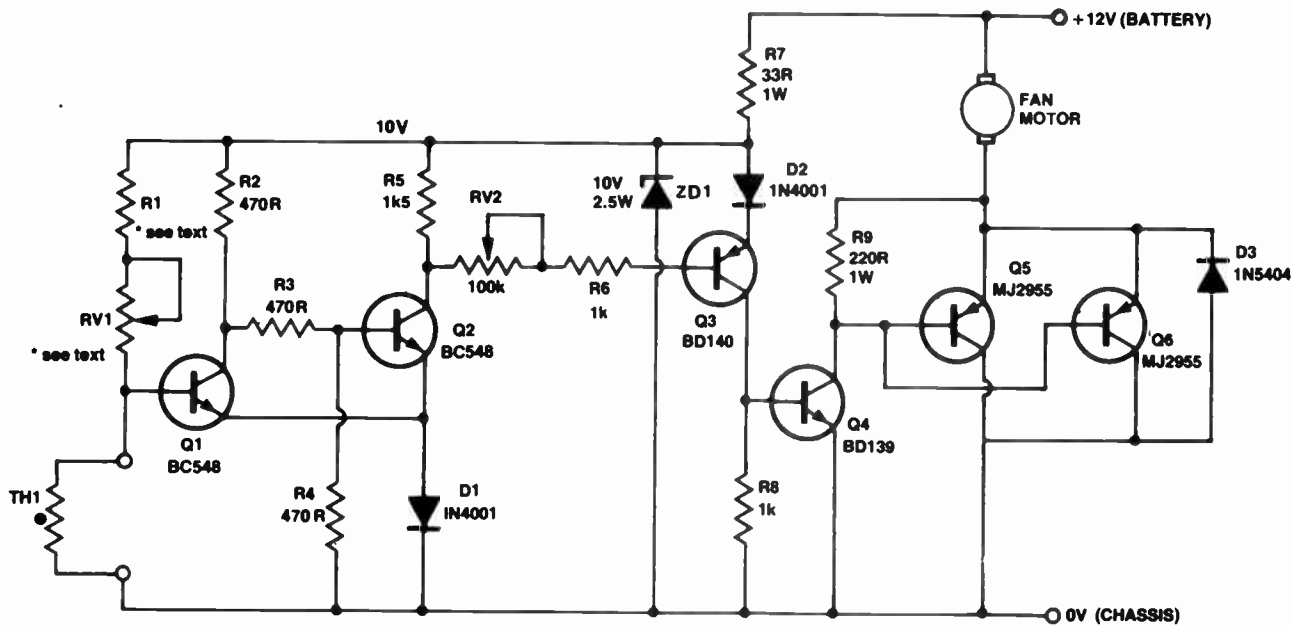 +12V (BATTERY)
R7
33R
1W
FAN
MOTOR
10V
R1
* see text
R2
470R
R5
1k5
RV2
100k
10V
2.5W
ZD1
D2
1N4001
R9
220R
1W
D3
1N5404
RV1
* see text
R3
470R
Q2
BC548
R6
1k
Q3
BD140
Q5
MJ2955
Q6
MJ2955
Q1
BC548
Q4
BD139
TH1
R4
470R
D1
IN4001
R8
1k
0V (CHASSIS)